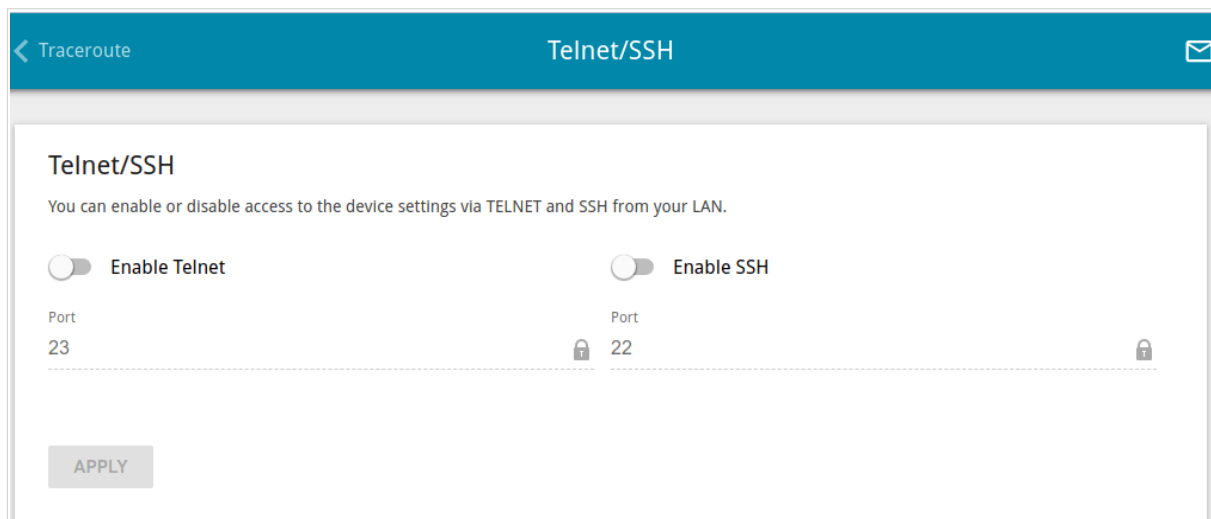 Traceroute
Telnet/SSH
Telnet/SSH
You can enable or disable access to the device settings via TELNET and SSH from your LAN.
Enable Telnet
Enable SSH
Port
Port
23
22
APPLY